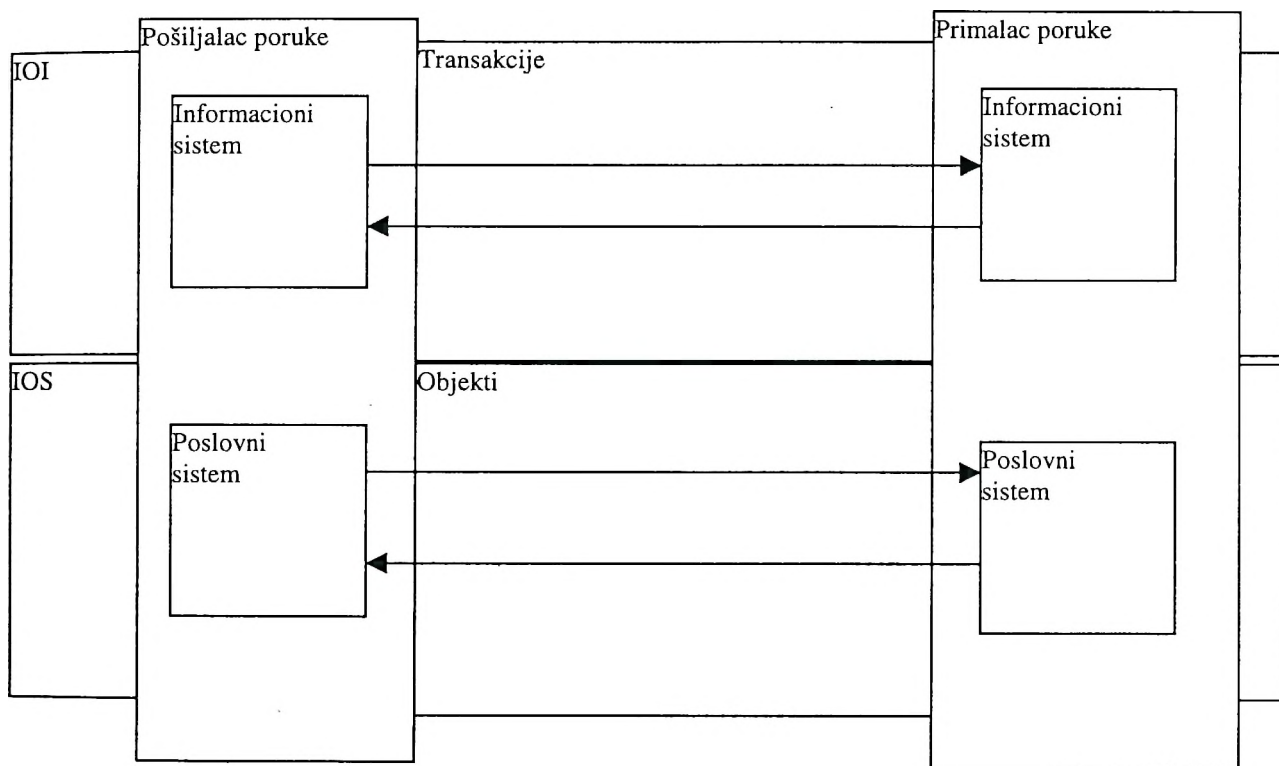 Pošiljalac poruke
Primalac poruke
IOI
Transakcije
Informacioni
sistem
Informacioni
sistem
IOS
Objekti
Poslovni
sistem
Poslovni
sistem